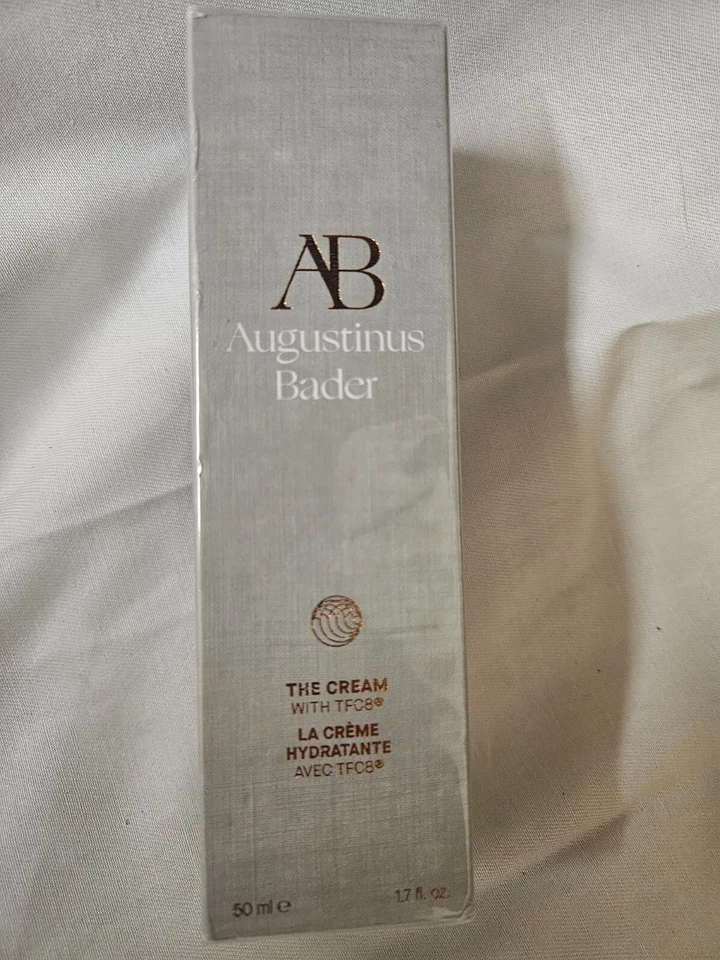 AB
Augustinus
Bader
THE CREAM
WITH TFC8®
LA CRÈME
HYDRATANTE
AVEC TFC8®
50 ml ℮
1.7 fl. oz.